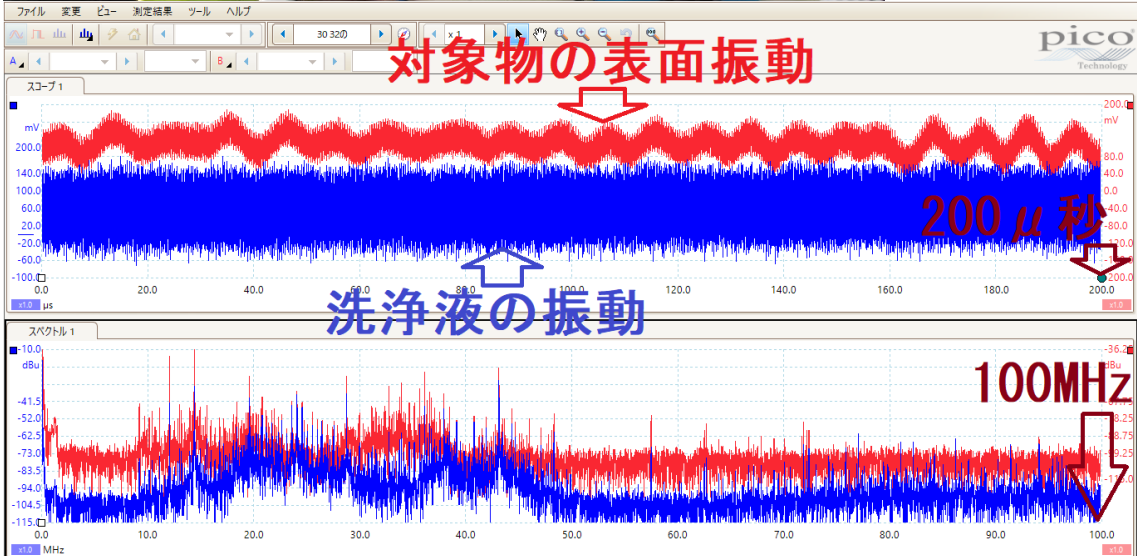 ファイル 変更 ビュー 測定結果 ツール ヘルプ
30 320 x 1
pico
Technology
A B
対象物の表面振動
スコープ 1
mV
200.0
140.0
100.0
60.0
20.0
-20.0
-60.0
-100.0
200.0
mV
80.0
40.0
0.0
-40.0
-80.0
-200.0
200μ秒
0.0 20.0 40.0 80.0 120.0 140.0 160.0 180.0 200.0
x1.0 μs x1.0
洗浄液の振動
スペクトル 1
-10.0
dBu
-41.5
-52.0
-62.5
-73.0
-83.5
-94.0
-104.5
-115.0
-36.2
dBu
100MHz
0.0 10.0 20.0 30.0 40.0 50.0 60.0 70.0 80.0 90.0 100.0
x1.0 MHz x1.0